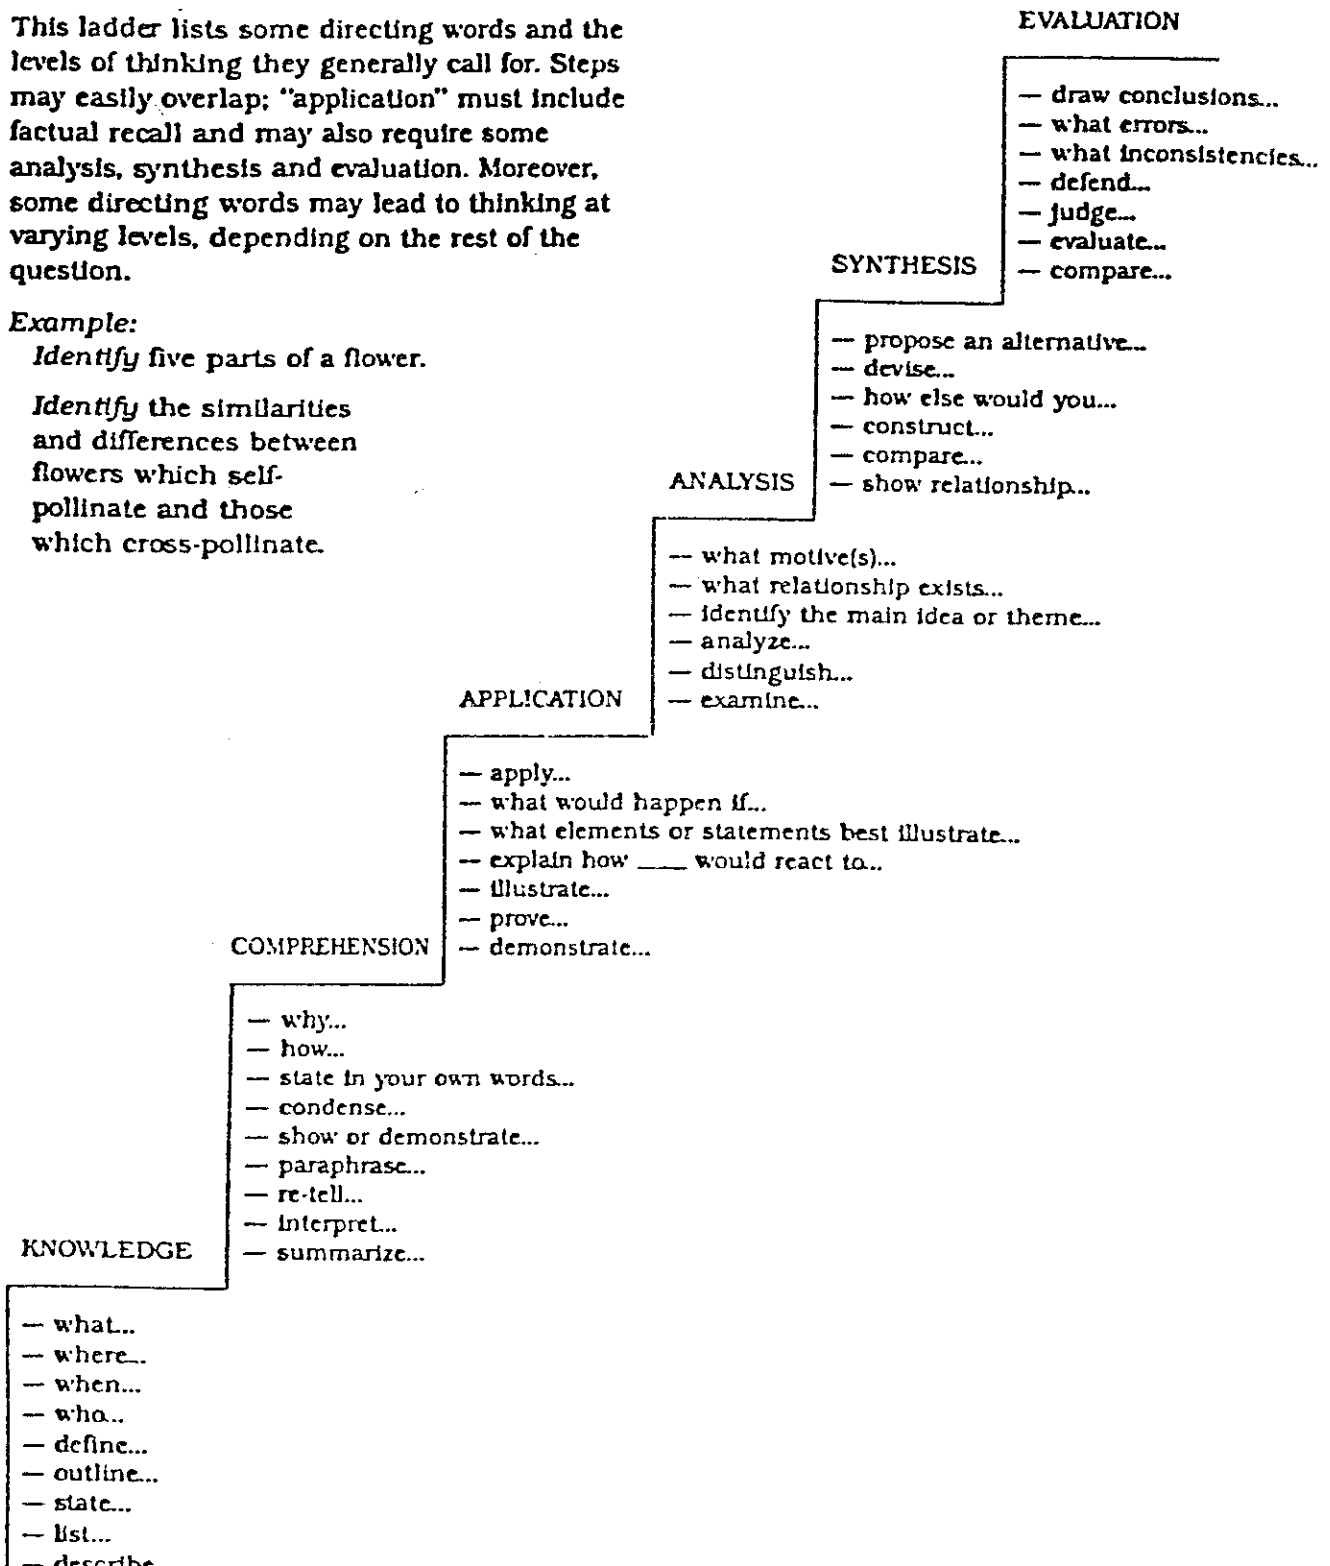 This ladder lists some directing words and the
levels of thinking they generally call for. Steps
may easily overlap; "application" must include
factual recall and may also require some
analysis, synthesis and evaluation. Moreover,
some directing words may lead to thinking at
varying levels, depending on the rest of the
question.
Example:
Identify five parts of a flower.
Identify the similarities
and differences between
flowers which self-
pollinate and those
which cross-pollinate.
EVALUATION
— draw conclusions...
— what errors...
— what inconsistencies...
— defend...
— judge...
— evaluate...
— compare...
SYNTHESIS
— propose an alternative...
— devise...
— how else would you...
— construct...
— compare...
— show relationship...
ANALYSIS
— what motive(s)...
— what relationship exists...
— identify the main idea or theme...
— analyze...
— distinguish...
— examine...
APPLICATION
— apply...
— what would happen if...
— what elements or statements best illustrate...
— explain how ___ would react to...
— illustrate...
— prove...
— demonstrate...
COMPREHENSION
— why...
— how...
— state in your own words...
— condense...
— show or demonstrate...
— paraphrase...
— re-tell...
— interpret...
— summarize...
KNOWLEDGE
— what...
— where...
— when...
— who...
— define...
— outline...
— state...
— list...
— describe